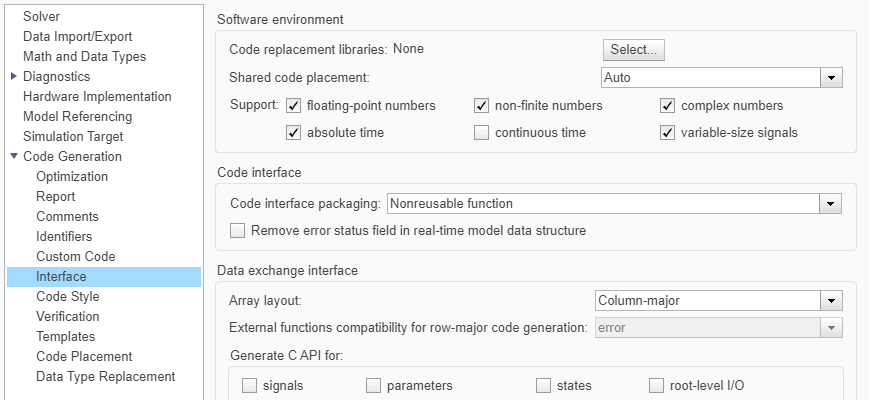 Solver
Data Import/Export
Math and Data Types
Diagnostics
Hardware Implementation
Model Referencing
Simulation Target
Code Generation
Optimization
Report
Comments
Identifiers
Custom Code
Interface
Code Style
Verification
Templates
Code Placement
Data Type Replacement
Software environment
Code replacement libraries: None Select...
Shared code placement: Auto
Support: floating-point numbers non-finite numbers complex numbers
absolute time continuous time variable-size signals
Code interface
Code interface packaging: Nonreusable function
Remove error status field in real-time model data structure
Data exchange interface
Array layout: Column-major
External functions compatibility for row-major code generation: error
Generate C API for:
signals parameters states root-level I/O